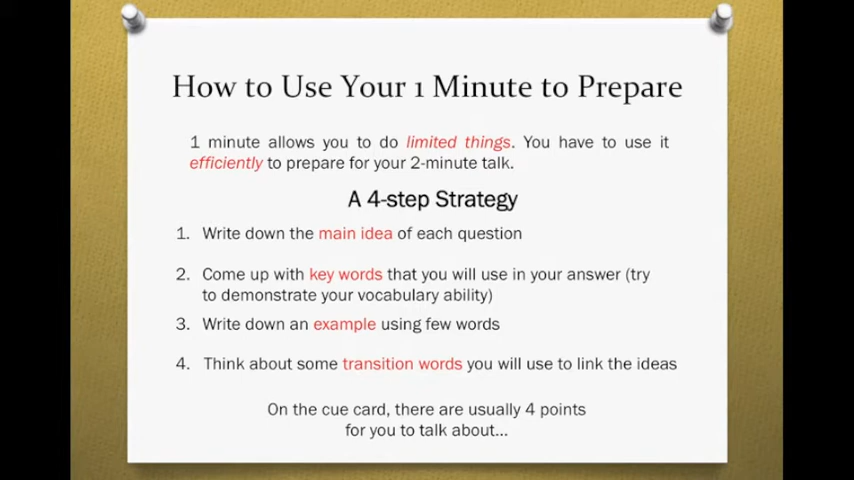 How to Use Your 1 Minute to Prepare
1 minute allows you to do limited things. You have to use it
efficiently to prepare for your 2-minute talk.
A 4-step Strategy
1. Write down the main idea of each question
2. Come up with key words that you will use in your answer (try
to demonstrate your vocabulary ability)
3. Write down an example using few words
4. Think about some transition words you will use to link the ideas
On the cue card, there are usually 4 points
for you to talk about...